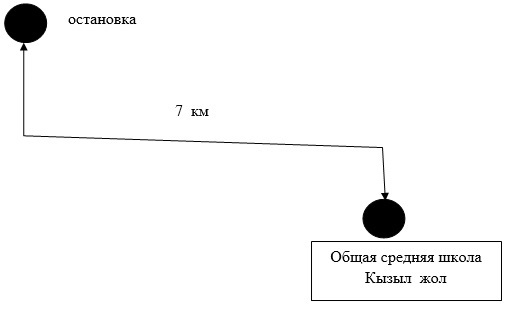 остановка
7 км
Общая средняя школа
Кызыл жол